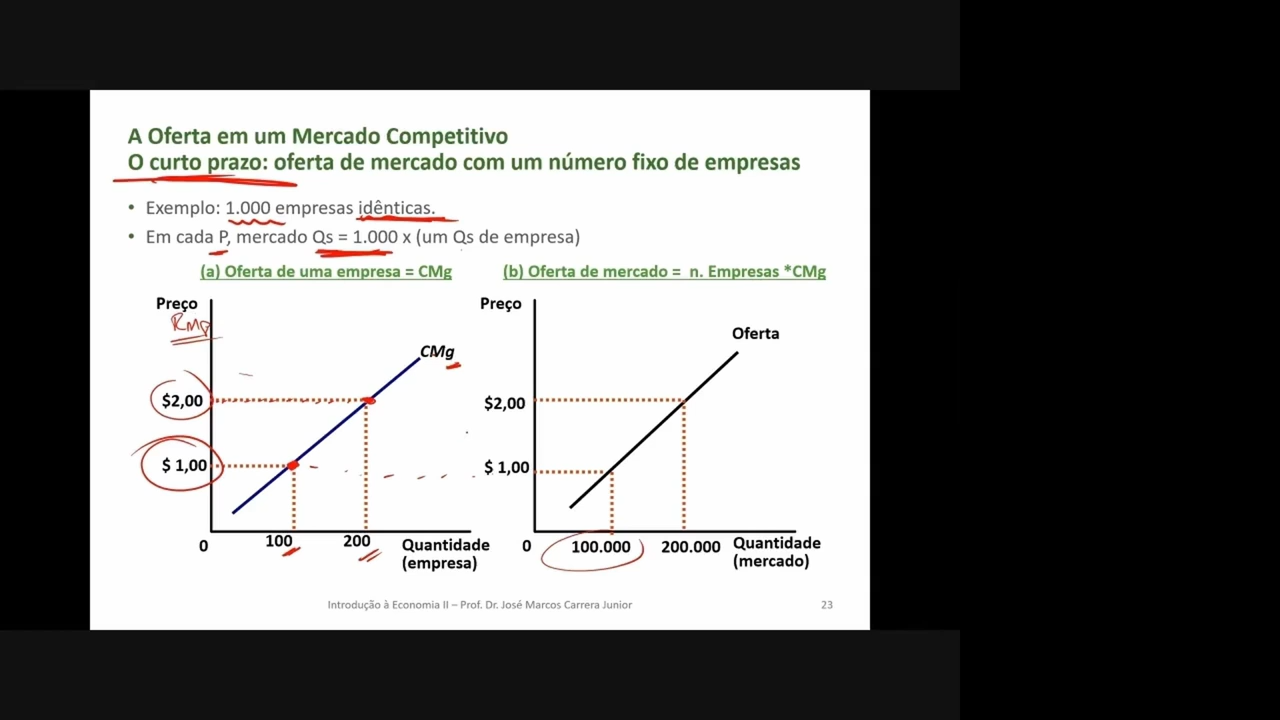 A Oferta em um Mercado Competitivo
O curto prazo: oferta de mercado com um número fixo de empresas
• Exemplo: 1.000 empresas idênticas.
• Em cada P, mercado Qs = 1.000 x (um Qs de empresa)
(a) Oferta de uma empresa = CMg
(b) Oferta de mercado = n. Empresas *CMg
Preço
RMg
CMg
$2,00
$ 1,00
0
100
200
Quantidade
(empresa)
Preço
Oferta
$2,00
$ 1,00
0
100.000
200.000
Quantidade
(mercado)
Introdução à Economia II – Prof. Dr. José Marcos Carrera Junior
23